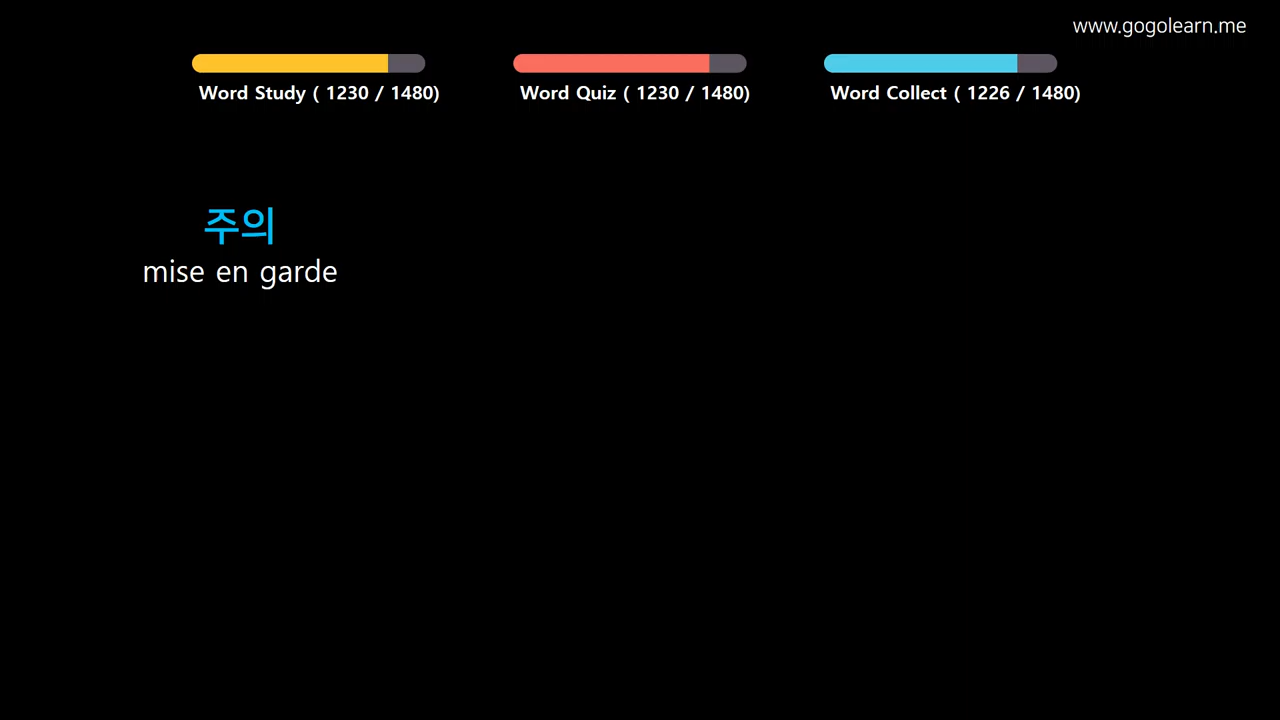 www.gogolearn.me
Word Study ( 1230 / 1480)
Word Quiz ( 1230 / 1480)
Word Collect ( 1226 / 1480)
주의
mise en garde